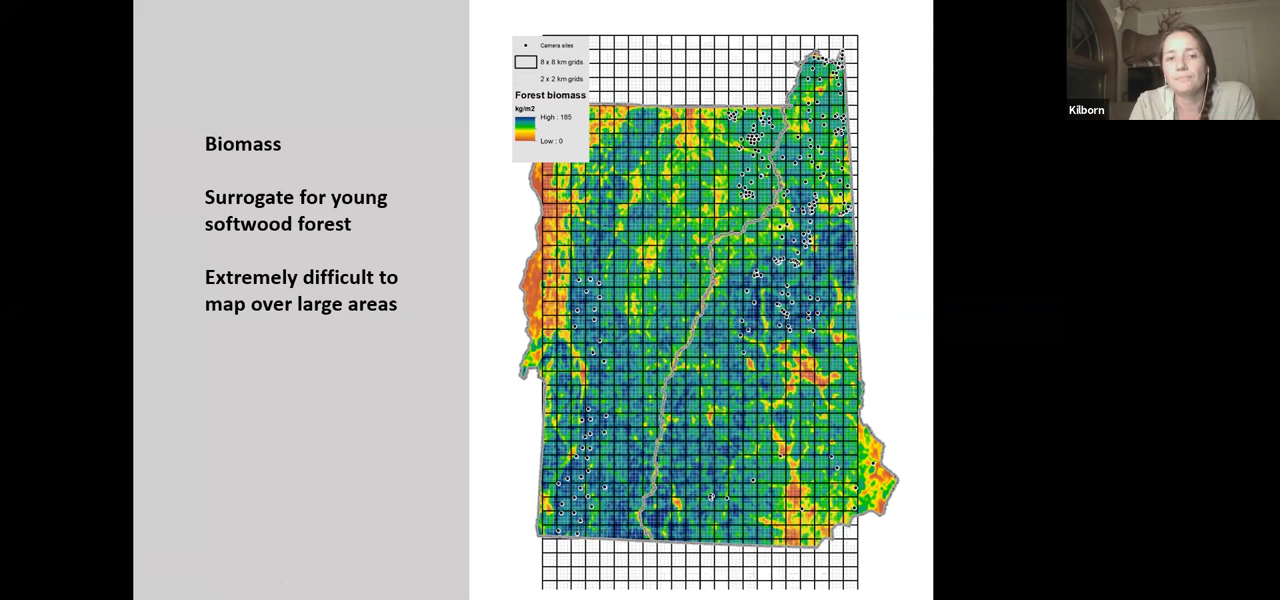 Biomass
Surrogate for young
softwood forest
Extremely difficult to
map over large areas
Camera sites
8 x 8 km grids
2 x 2 km grids
Forest biomass
kg/m2
High : 185
Low : 0
Kilborn